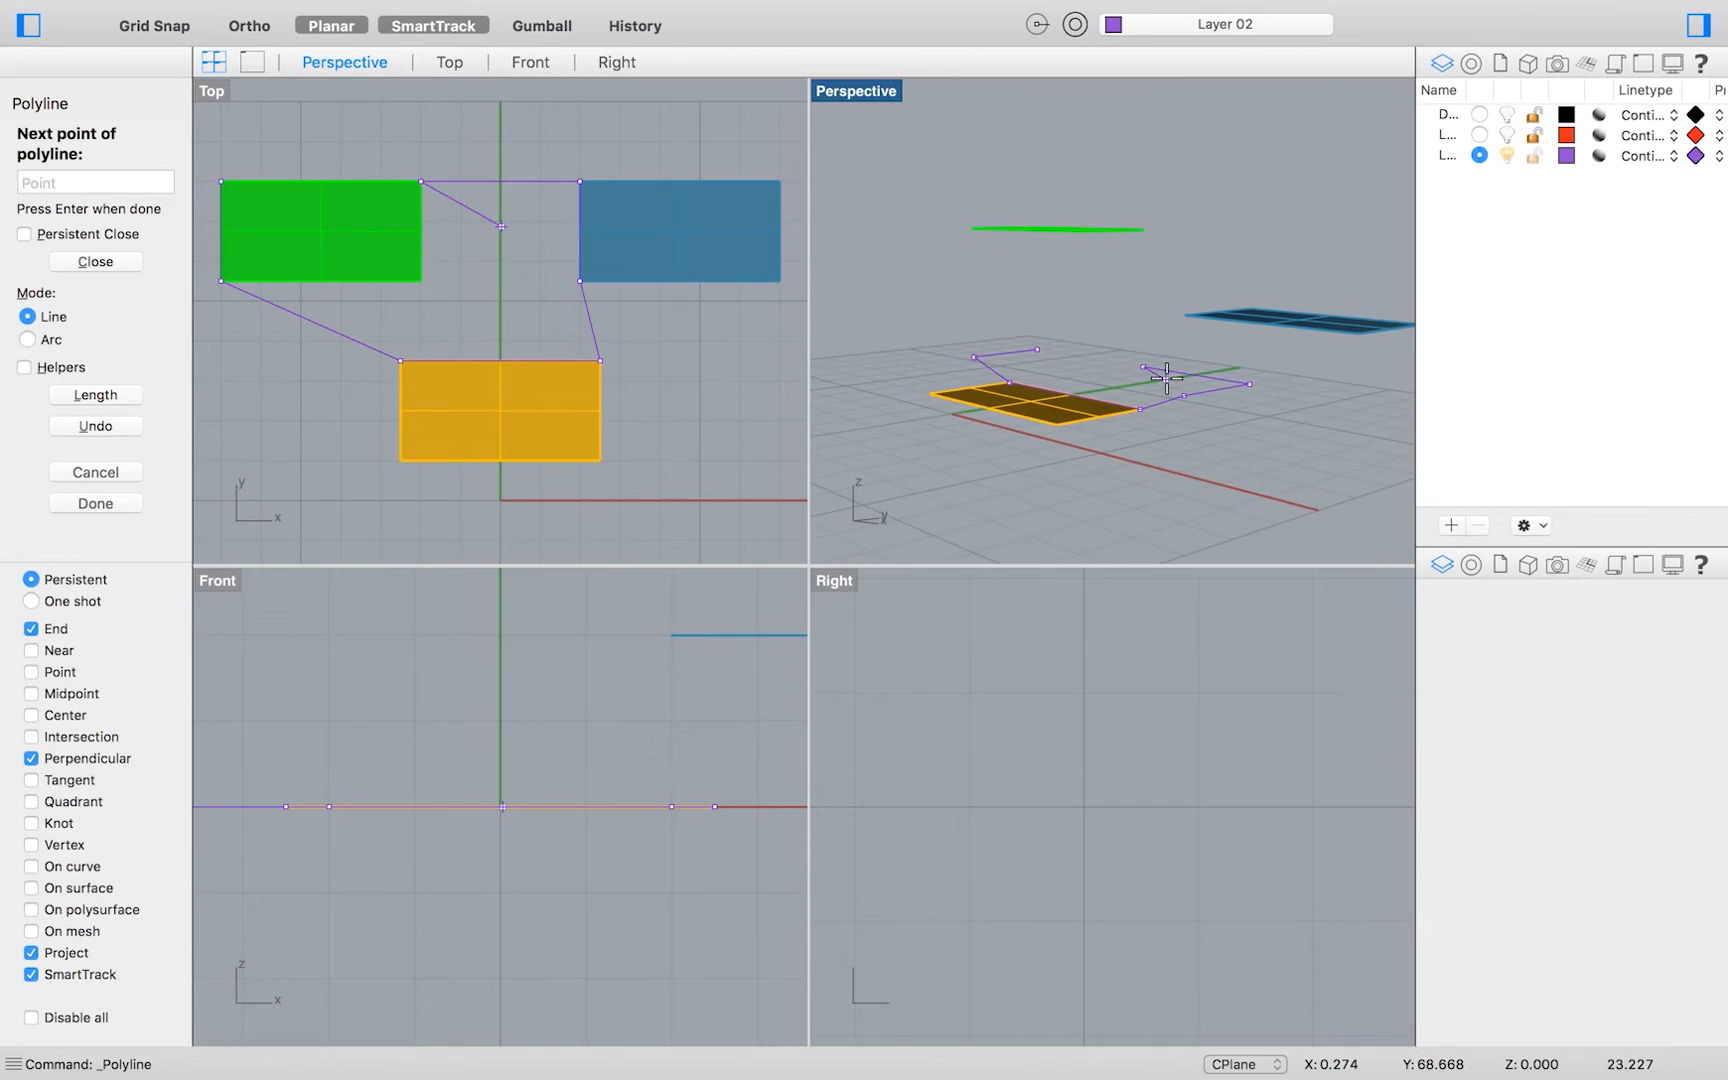 Grid Snap Ortho Planar SmartTrack Gumball History Layer 02
Perspective Top Front Right
Polyline
Next point of
polyline:
Point
Press Enter when done
Persistent Close
Close
Mode:
Line
Arc
Helpers
Length
Undo
Cancel
Done
Persistent
One shot
End
Near
Point
Midpoint
Center
Intersection
Perpendicular
Tangent
Quadrant
Knot
Vertex
On curve
On surface
On polysurface
On mesh
Project
SmartTrack
Disable all
Top
y
x
Perspective
z
y
Front
z
x
Right
Name Linetype Pi
D... Conti...
L... Conti...
L... Conti...
Command: _Polyline CPlane X: 0.274 Y: 68.668 Z: 0.000 23.227